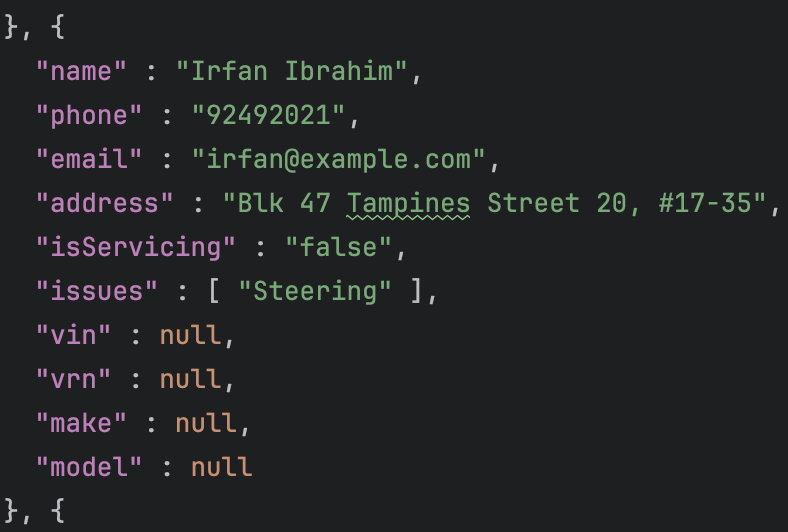 }, {
"name" : "Irfan Ibrahim",
"phone" : "92492021",
"email" : "irfan@example.com",
"address" : "Blk 47 Tampines Street 20, #17-35",
"isServicing" : "false",
"issues" : [ "Steering" ],
"vin" : null,
"vrn" : null,
"make" : null,
"model" : null
}, {